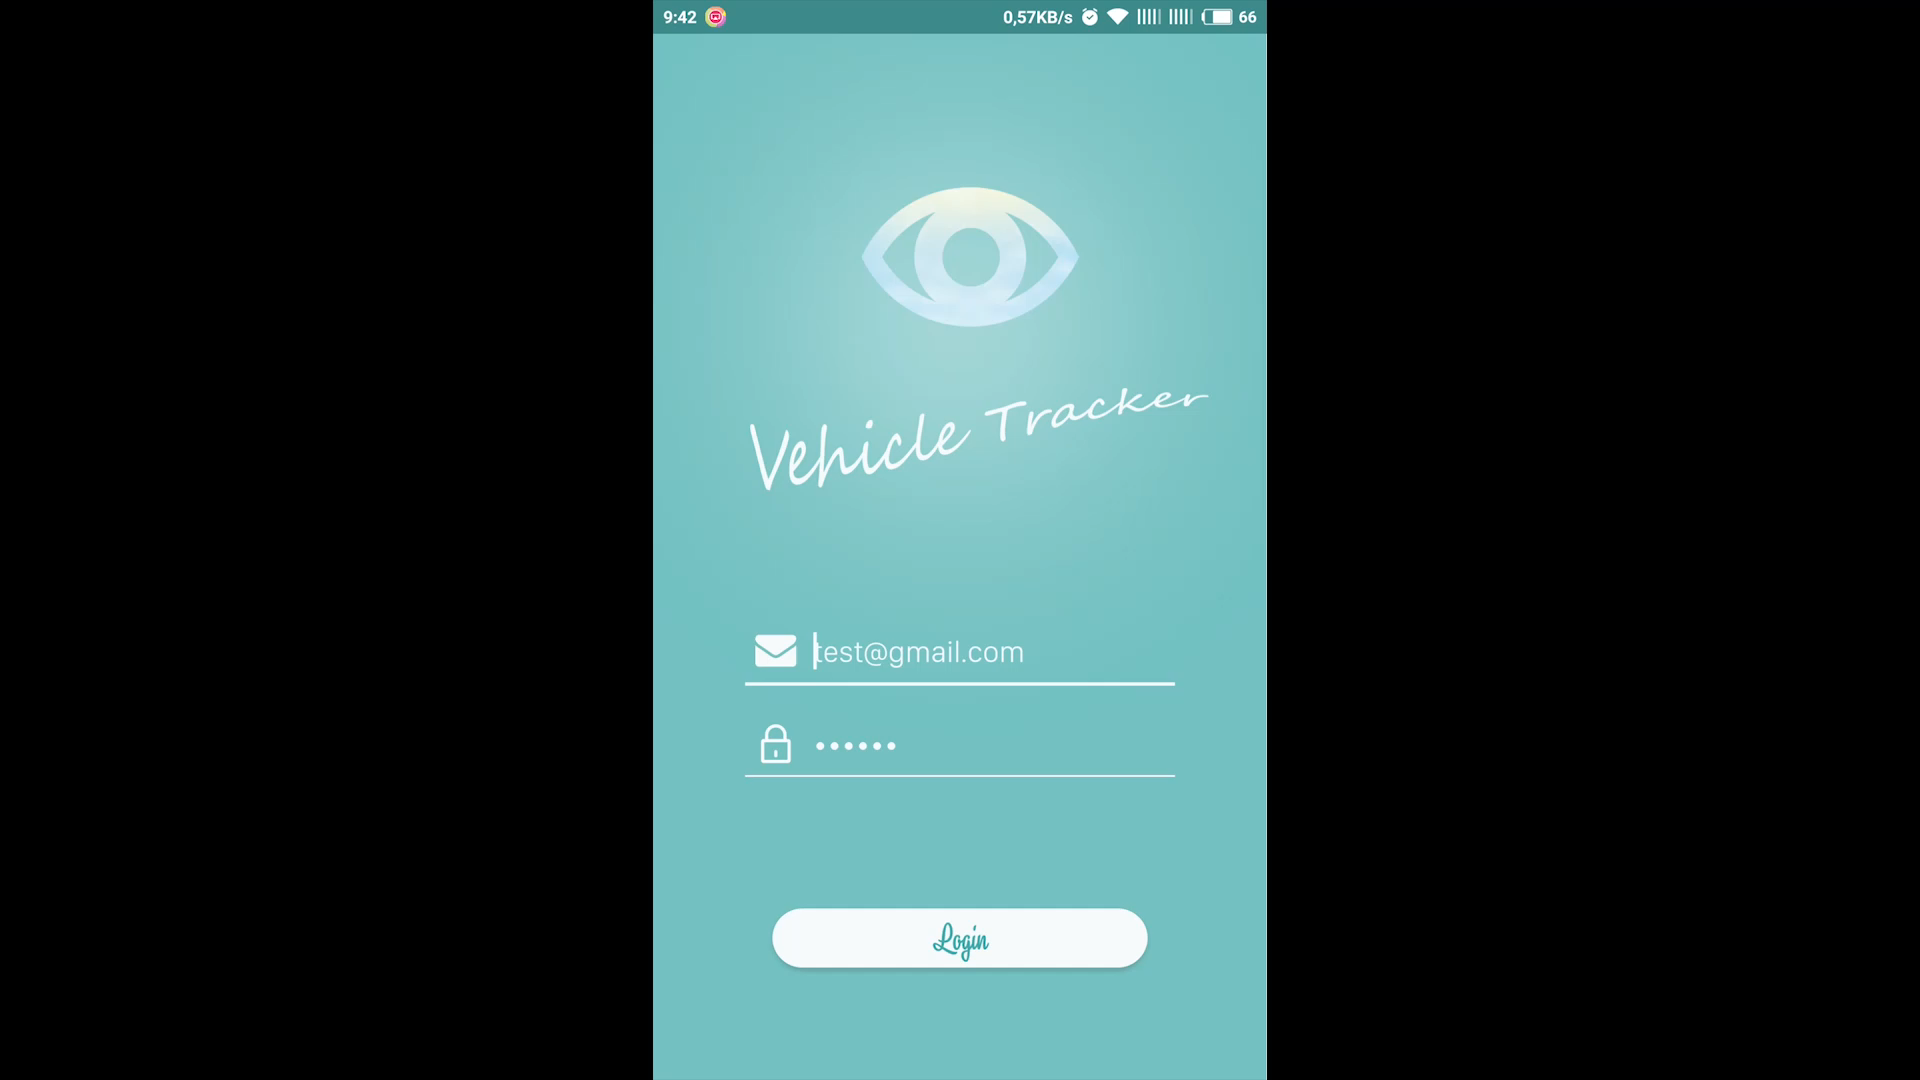 9:42 0,57KB/s 66
Vehicle Tracker
test@gmail.com
••••••
Login